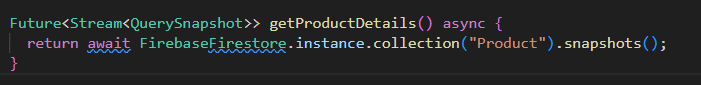 Future<Stream<QuerySnapshot>> getProductDetails() async {
  return await FirebaseFirestore.instance.collection("Product").snapshots();
}